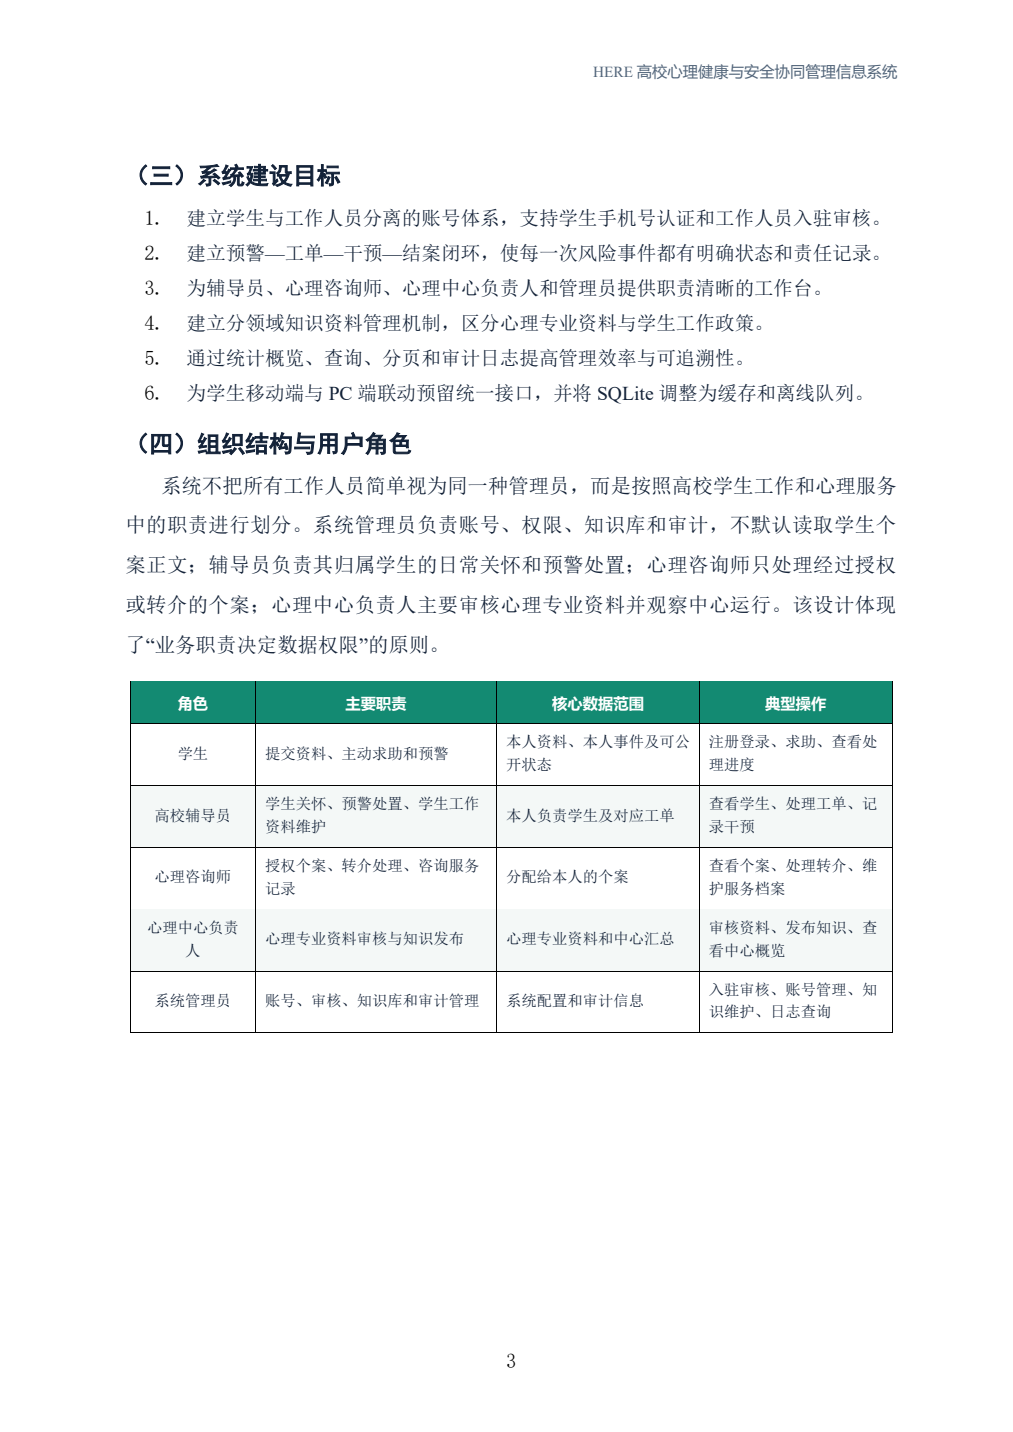 HERE 高校心理健康与安全协同管理信息系统
（三）系统建设目标
1. 建立学生与工作人员分离的账号体系，支持学生手机号认证和工作人员入驻审核。
2. 建立预警—工单—干预—结案闭环，使每一次风险事件都有明确状态和责任记录。
3. 为辅导员、心理咨询师、心理中心负责人和管理员提供职责清晰的工作台。
4. 建立分领域知识资料管理机制，区分心理专业资料与学生工作政策。
5. 通过统计概览、查询、分页和审计日志提高管理效率与可追溯性。
6. 为学生移动端与 PC 端联动预留统一接口，并将 SQLite 调整为缓存和离线队列。
（四）组织结构与用户角色
系统不把所有工作人员简单视为同一种管理员，而是按照高校学生工作和心理服务
中的职责进行划分。系统管理员负责账号、权限、知识库和审计，不默认读取学生个
案正文；辅导员负责其归属学生的日常关怀和预警处置；心理咨询师只处理经过授权
或转介的个案；心理中心负责人主要审核心理专业资料并观察中心运行。该设计体现
了“业务职责决定数据权限”的原则。
角色 主要职责 核心数据范围 典型操作
学生 提交资料、主动求助和预警 本人资料、本人事件及可公 注册登录、求助、查看处
开状态 理进度
高校辅导员 学生关怀、预警处置、学生工作 本人负责学生及对应工单 查看学生、处理工单、记
资料维护 录干预
心理咨询师 授权个案、转介处理、咨询服务 分配给本人的个案 查看个案、处理转介、维
记录 护服务档案
心理中心负责 心理专业资料审核与知识发布 心理专业资料和中心汇总 审核资料、发布知识、查
人 看中心概览
系统管理员 账号、审核、知识库和审计管理 系统配置和审计信息 入驻审核、账号管理、知
识维护、日志查询
3